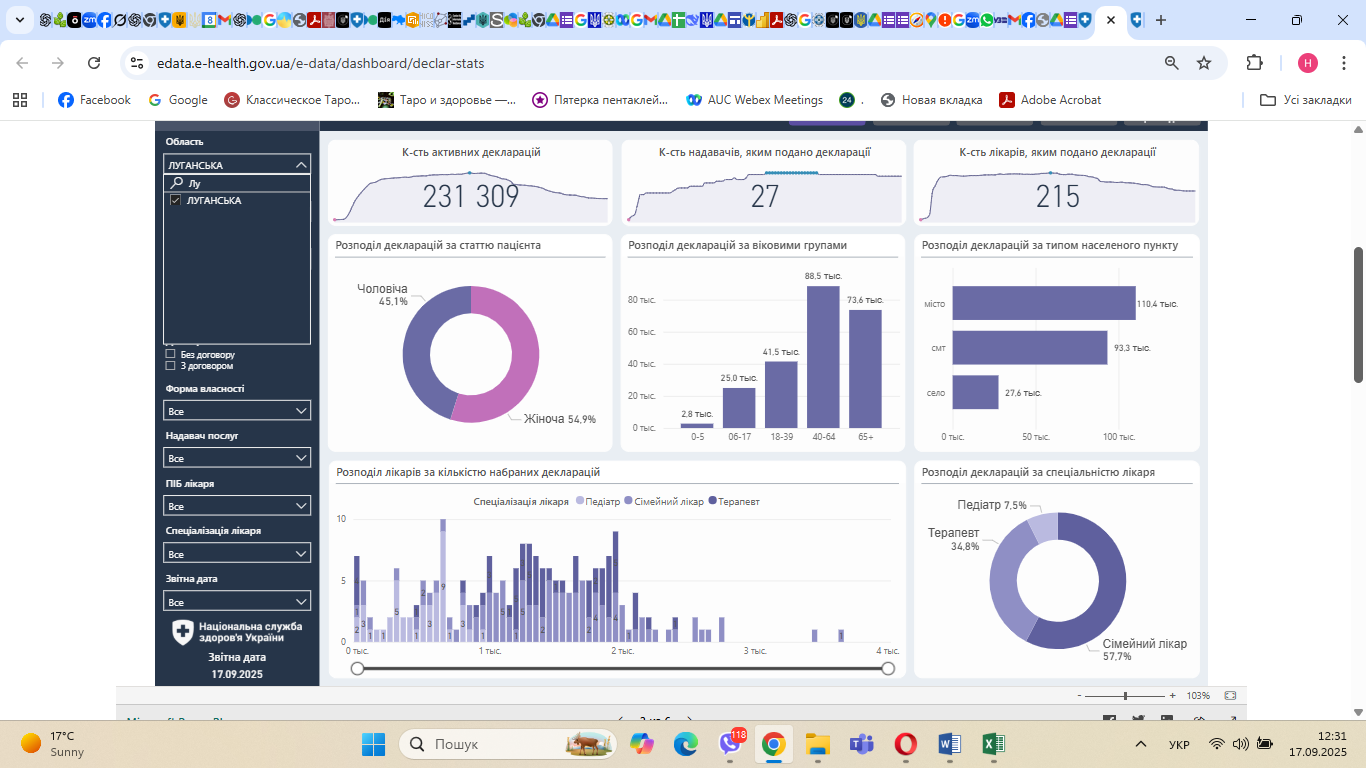 edata.e-health.gov.ua/e-data/dashboard/declar-stats
Facebook
Google
Классическое Таро...
Таро и здоровье —...
Пятерка пентаклей...
AUC Webex Meetings
24
.
Новая вкладка
Adobe Acrobat
Усі закладки
Область
ЛУГАНСЬКА
Лу
ЛУГАНСЬКА
Без договору
З договором
Форма власності
Все
Надавач послуг
Все
ПІБ лікаря
Все
Спеціалізація лікаря
Все
Звітна дата
Все
Національна служба
здоров'я України
Звітна дата
17.09.2025
К-сть активних декларацій
231 309
К-сть надавачів, яким подано декларації
27
К-сть лікарів, яким подано декларації
215
Розподіл декларацій за статтю пацієнта
Чоловіча
45,1%
Жіноча 54,9%
Розподіл декларацій за віковими групами
80 тыс.
60 тыс.
40 тыс.
20 тыс.
0 тыс.
2,8 тыс.
25,0 тыс.
41,5 тыс.
88,5 тыс.
73,6 тыс.
0-5
06-17
18-39
40-64
65+
Розподіл декларацій за типом населеного пункту
місто
110,4 тыс.
смт
93,3 тыс.
село
27,6 тыс.
0 тыс.
50 тыс.
100 тыс.
Розподіл лікарів за кількістю набраних декларацій
Спеціалізація лікаря
Педіатр
Сімейний лікар
Терапевт
10
5
0
0 тыс.
1 тыс.
2 тыс.
3 тыс.
4 тыс.
Розподіл декларацій за спеціальністю лікаря
Педіатр 7,5%
Терапевт
34,8%
Сімейний лікар
57,7%
-
+
103%
17°C
Sunny
Пошук
118
УКР
12:31
17.09.2025